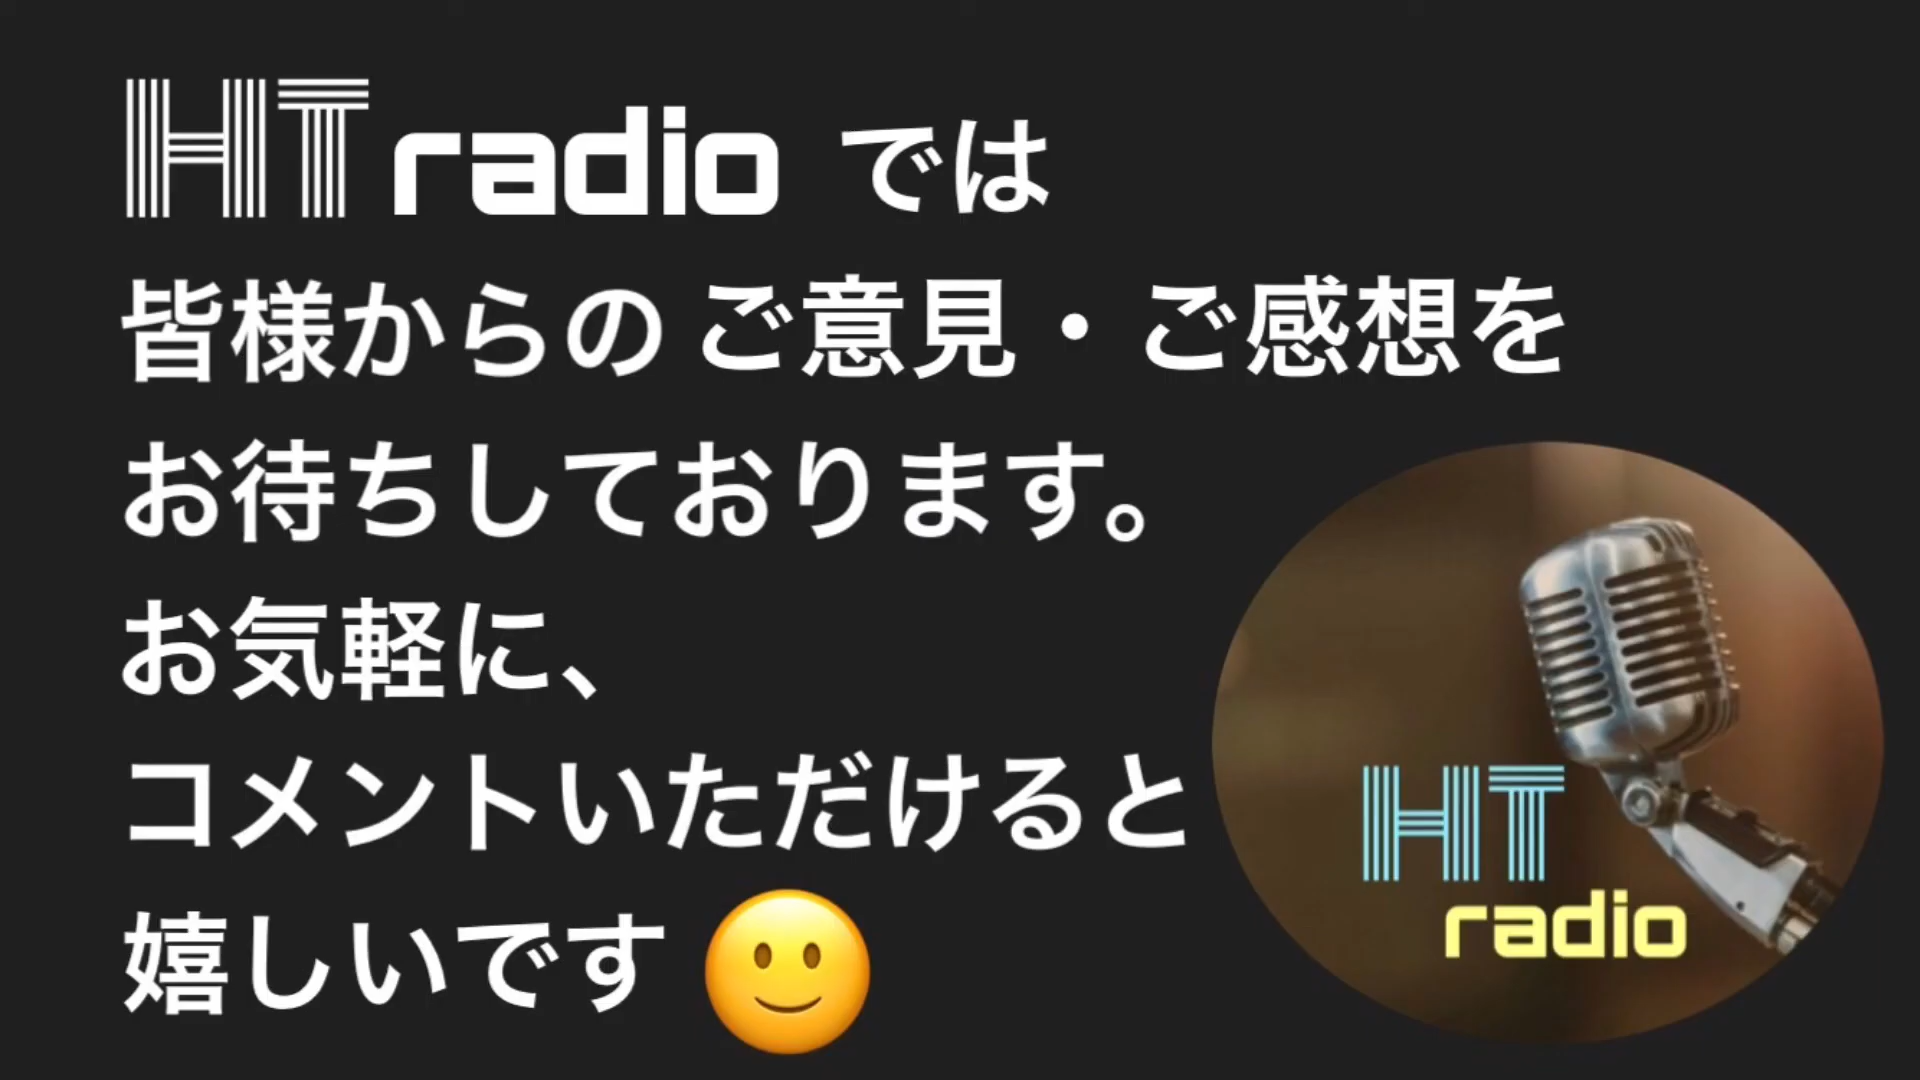 HT radio では
皆様からの ご意見・ご感想を
お待ちしております。
お気軽に、
コメントいただけると
嬉しいです🙂
HT
radio